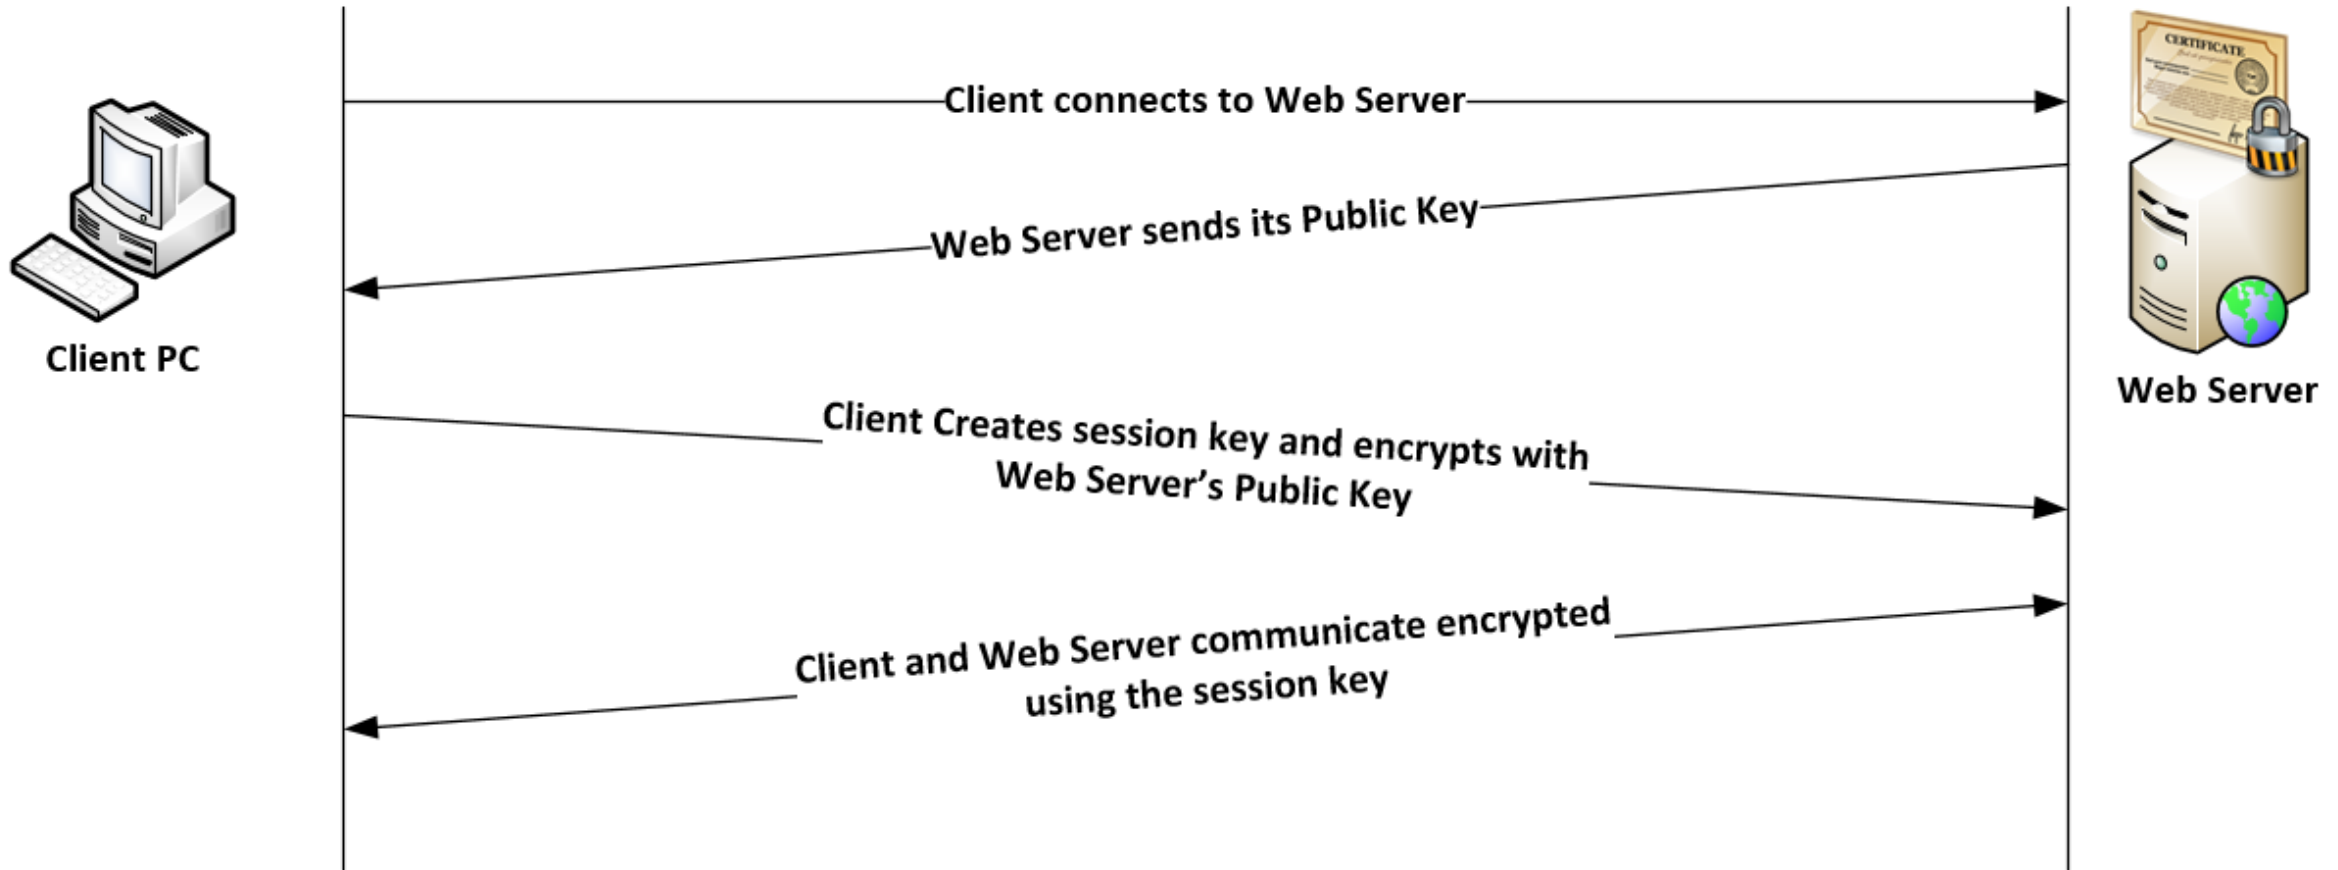 CERTIFICATE
Client connects to Web Server
Web Server sends its Public Key
Client PC
Web Server
Client Creates session key and encrypts with
Web Server’s Public Key
Client and Web Server communicate encrypted
using the session key